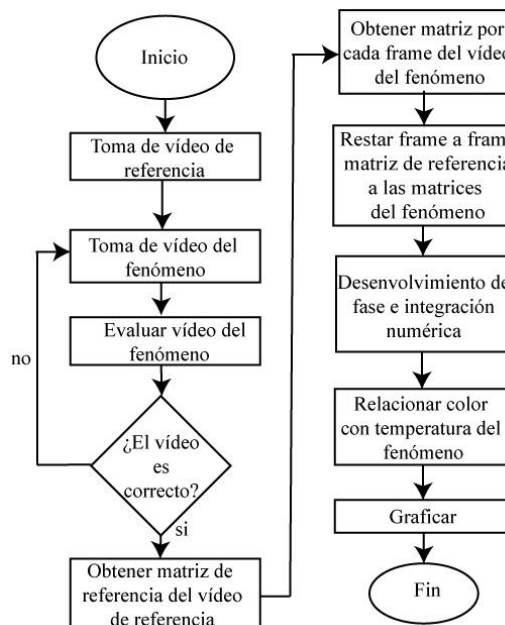 Inicio
Toma de vídeo de
referencia
Toma de vídeo del
fenómeno
Evaluar vídeo del
fenómeno
no
¿El vídeo
es
correcto?
si
Obtener matriz de
referencia del vídeo
de referencia
Obtener matriz por
cada frame del vídeo
del fenómeno
Restar frame a fram
matriz de referencia
a las matrices
del fenómeno
Desenvolvimiento de
fase e integración
numérica
Relacionar color
con temperatura del
fenómeno
Graficar
Fin